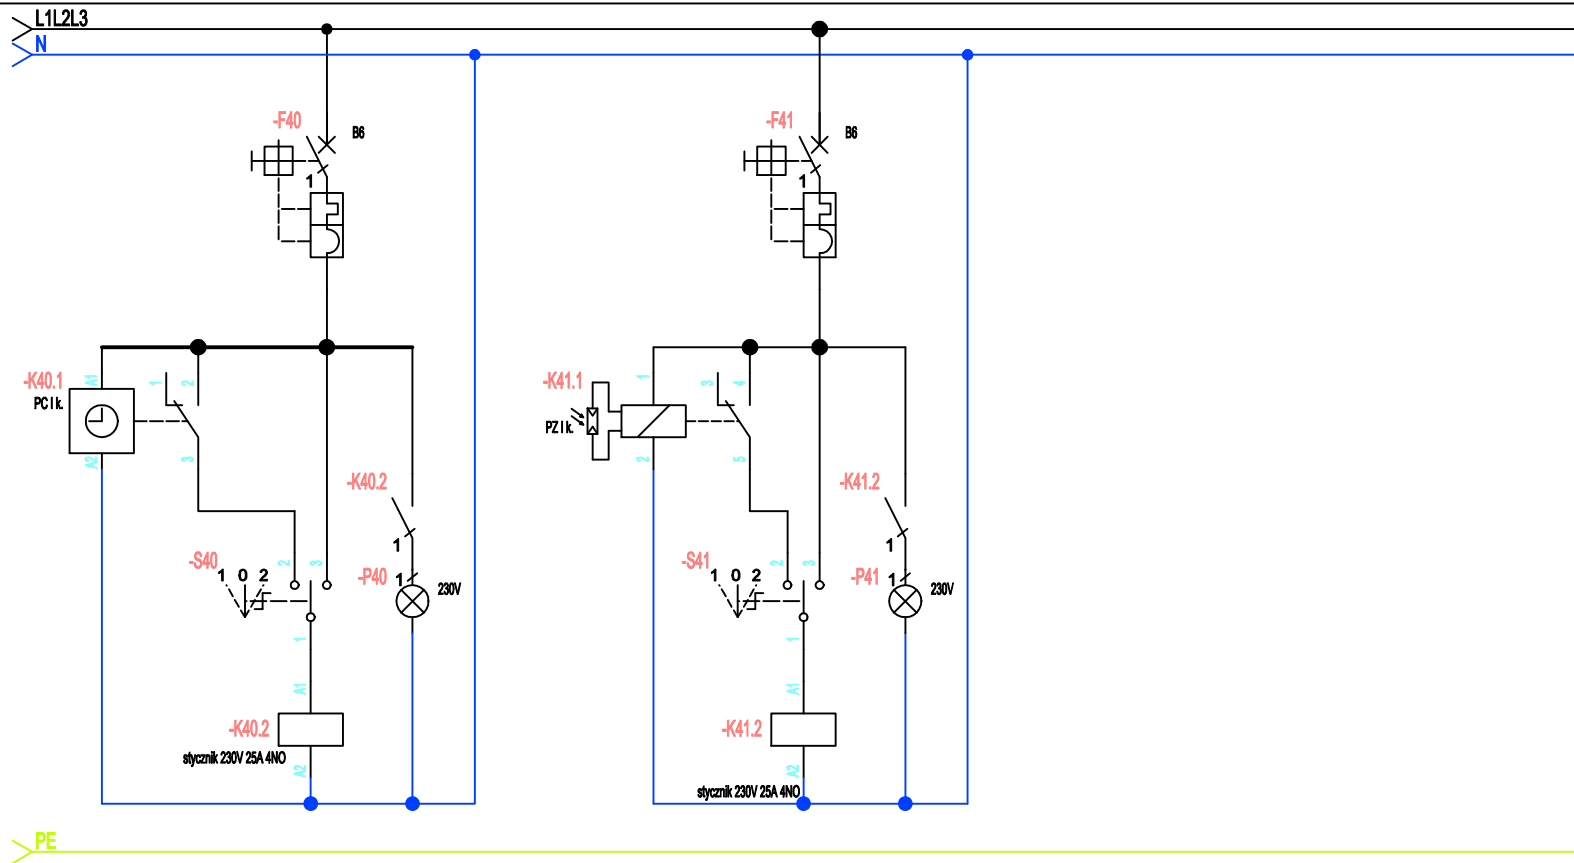 L1L2L3
N
-F40
B6
1
-F41
B6
1
-K40.1
PC 1 k.
A1
A2
1
2
3
-K41.1
PZ 1 k.
1
2
3
4
5
-K40.2
1
-K41.2
1
-S40
1 0 2
2
3
1
-P40
1
230V
-S41
1 0 2
2
3
1
-P41
1
230V
A1
-K40.2
stycznik 230V 25A 4NO
A2
A1
-K41.2
stycznik 230V 25A 4NO
A2
PE